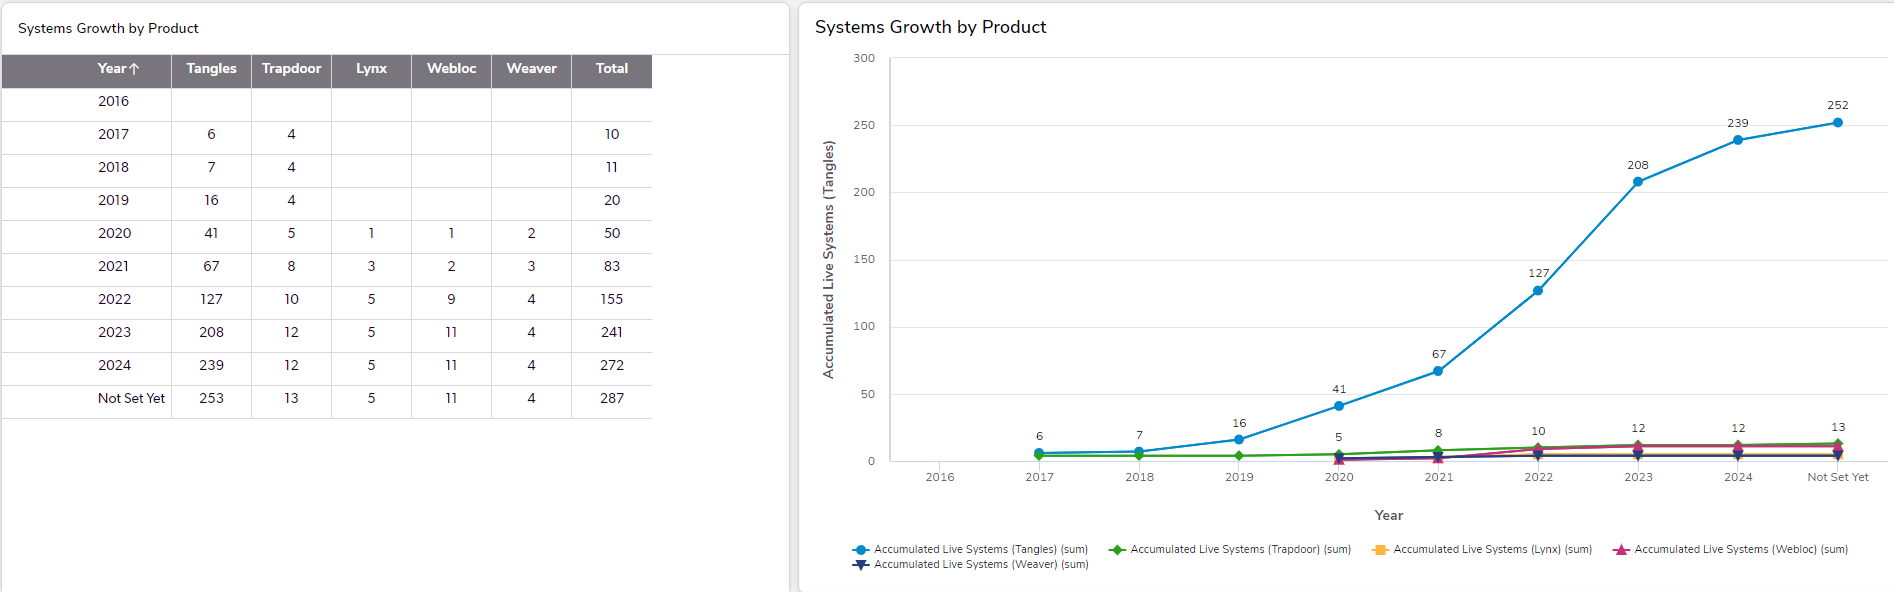 Systems Growth by Product
Year↑ Tangles Trapdoor Lynx Webloc Weaver Total
2016
2017 6 4 10
2018 7 4 11
2019 16 4 20
2020 41 5 1 1 2 50
2021 67 8 3 2 3 83
2022 127 10 5 9 4 155
2023 208 12 5 11 4 241
2024 239 12 5 11 4 272
Not Set Yet 253 13 5 11 4 287
Systems Growth by Product
Accumulated Live Systems (Tangles)
300
250
200
150
100
50
0
6 7 16 41 67 127 208 239 252
5 8 10 12 12 13
2016 2017 2018 2019 2020 2021 2022 2023 2024 Not Set Yet
Year
Accumulated Live Systems (Tangles) (sum) Accumulated Live Systems (Trapdoor) (sum) Accumulated Live Systems (Lynx) (sum) Accumulated Live Systems (Webloc) (sum)
Accumulated Live Systems (Weaver) (sum)